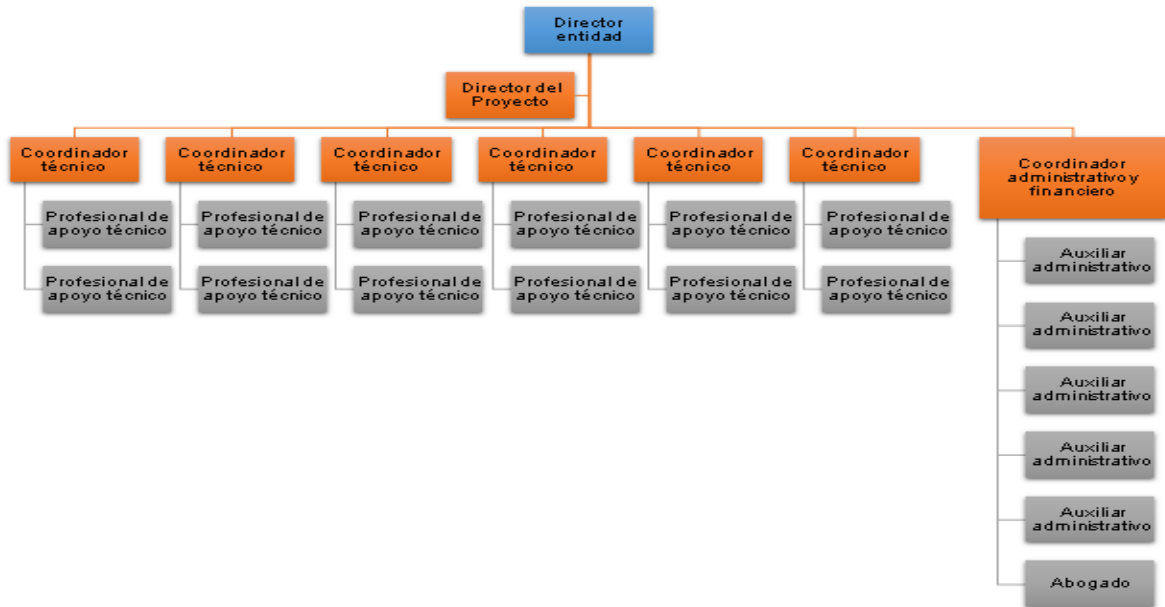 Director
entidad
Director del
Proyecto
Coordinador
técnico
Coordinador
técnico
Coordinador
técnico
Coordinador
técnico
Coordinador
técnico
Coordinador
técnico
Coordinador
administrativo y
financiero
Profesional de
apoyo técnico
Profesional de
apoyo técnico
Profesional de
apoyo técnico
Profesional de
apoyo técnico
Profesional de
apoyo técnico
Profesional de
apoyo técnico
Profesional de
apoyo técnico
Profesional de
apoyo técnico
Profesional de
apoyo técnico
Profesional de
apoyo técnico
Profesional de
apoyo técnico
Profesional de
apoyo técnico
Auxiliar
administrativo
Auxiliar
administrativo
Auxiliar
administrativo
Auxiliar
administrativo
Auxiliar
administrativo
Abogado